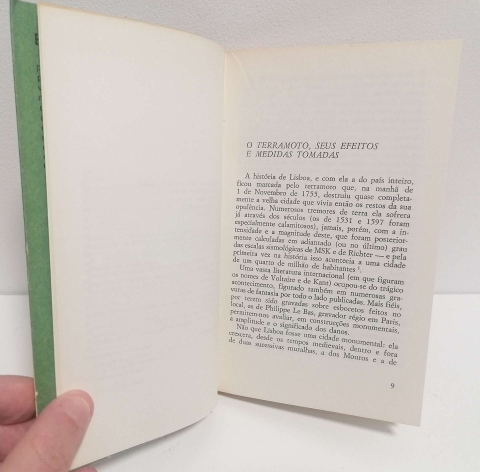 O TERRAMOTO, SEUS EFEITOS
E MEDIDAS TOMADAS
A história de Lisboa, e com ela a do país inteiro,
ficou marcada pelo terramoto que, na manhã de
1 de Novembro de 1755, destruiu quase completa-
mente a velha cidade que vivia então os restos da sua
opulência. Numerosos tremores de terra ela sofrera
já através dos séculos (os de 1531 e 1597 foram
especialmente calamitosos), jamais, porém, com a in-
tensidade e a magnitude deste, que foram posterior-
mente calculadas em adiantado (ou no último) grau
das escalas sismológicas de MSK e de Richter — e pela
primeira vez na história isso acontecia a uma cidade
de um quarto de milhão de habitantes ¹.
Uma vasta literatura internacional (em que figuram
os nomes de Voltaire e de Kant) ocupou-se do trágico
acontecimento, figurado também em numerosas gra-
vuras de fantasia por todo o lado publicadas. Mais fiéis,
por terem sido gravadas sobre esbocetos feitos no
local, as de Philippe Le Bas, gravador régio em Paris,
permitem-nos avaliar, em construcções monumentais,
a amplitude e o significado dos danos.
Não que Lisboa fosse uma cidade monumental: ela
crescera, desde os tempos medievais, dentro e fora
de duas sucessivas muralhas, a dos Mouros e a de
9